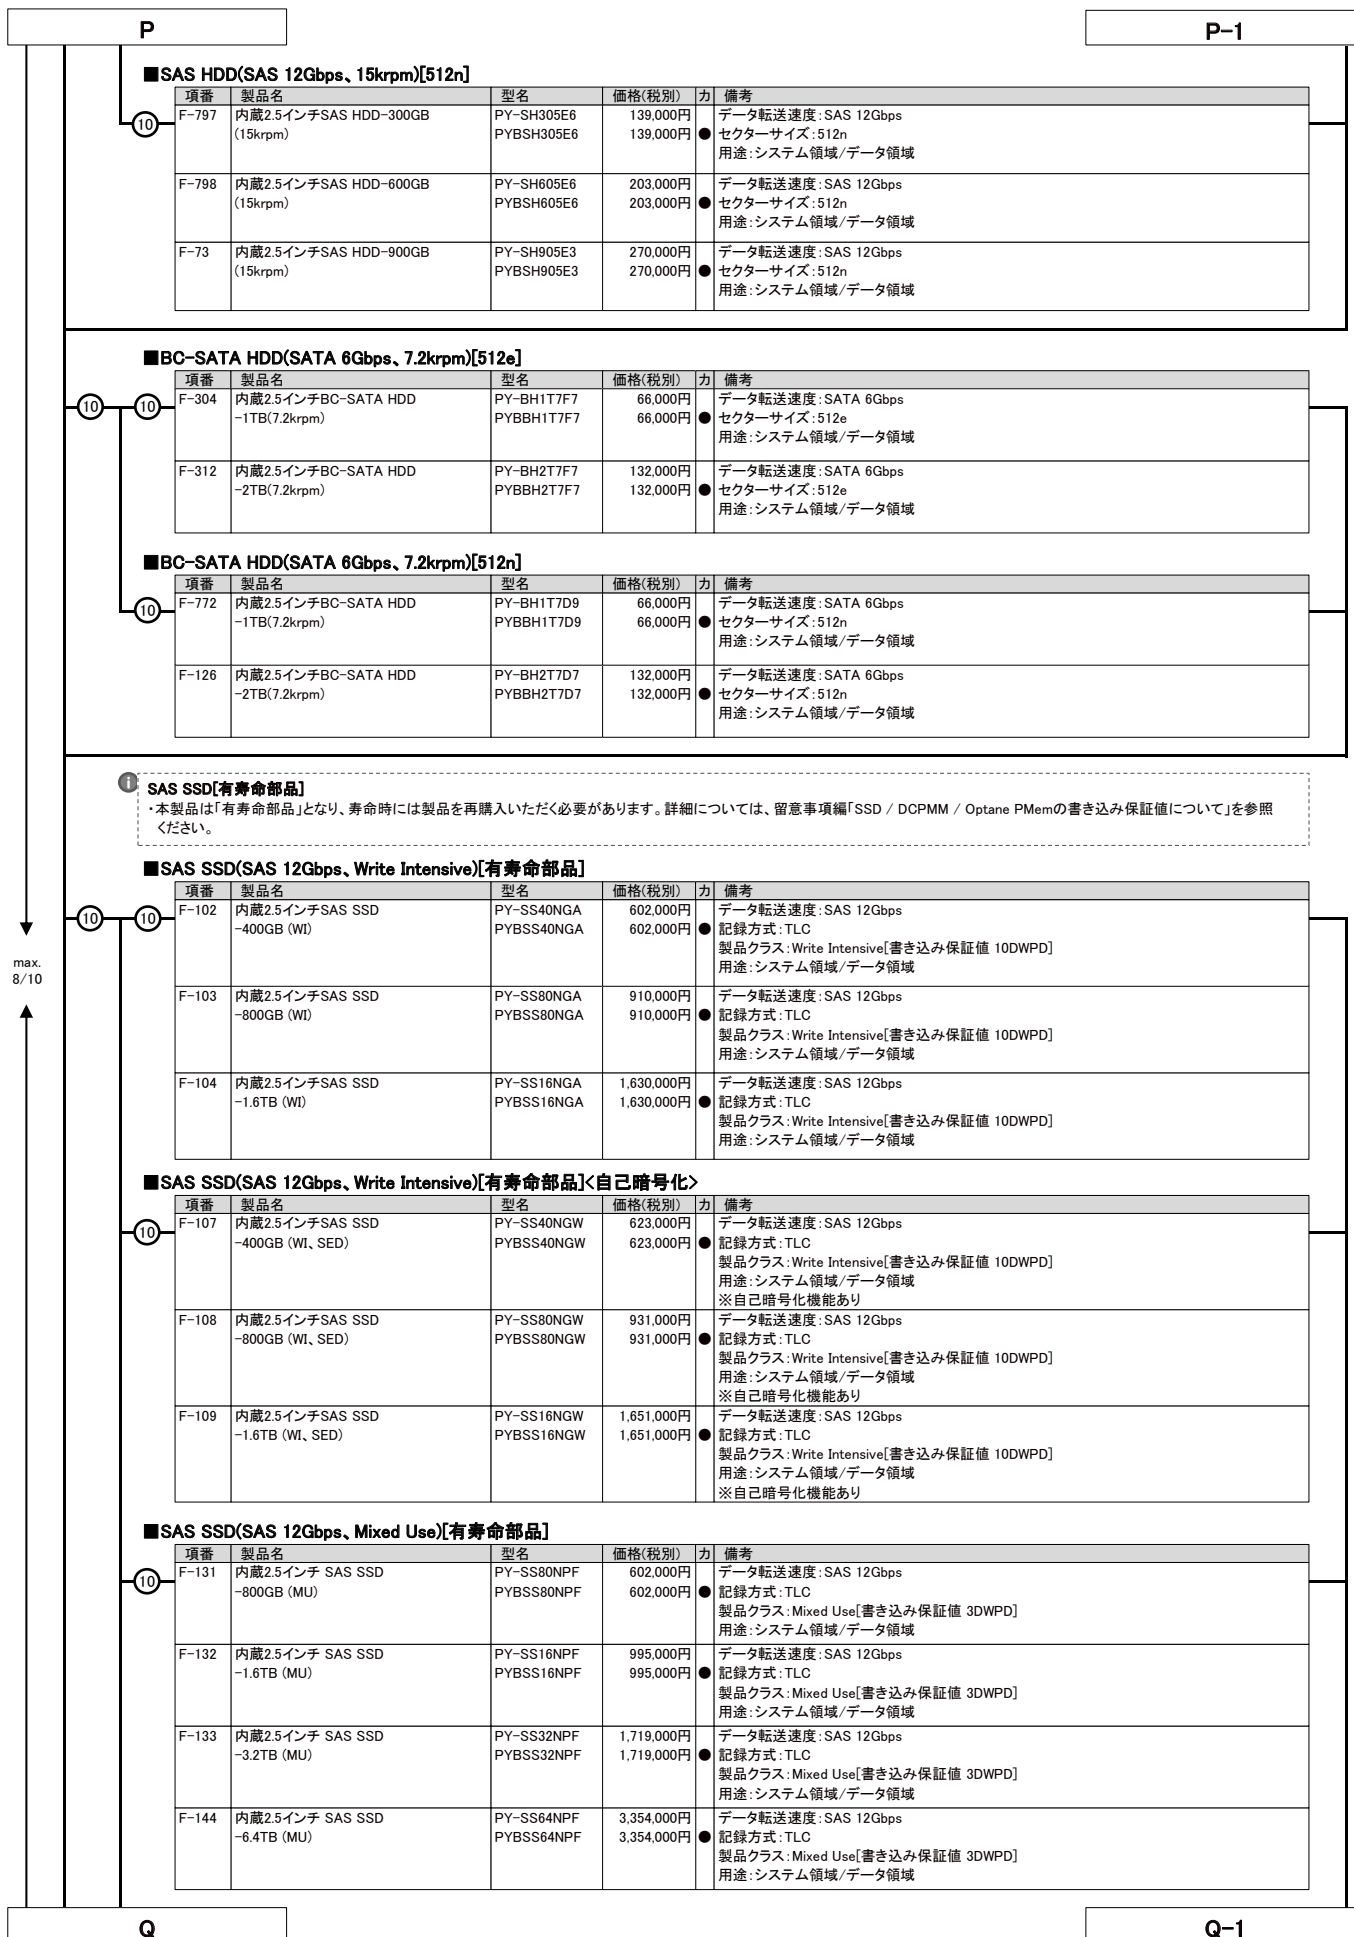 P
P-1
■SAS HDD(SAS 12Gbps、15krpm)[512n]
項番 製品名 型名 価格(税別) カ 備考
F-797 内蔵2.5インチSAS HDD-300GB PY-SH305E6 139,000円 データ転送速度:SAS 12Gbps
10 (15krpm) PYBSH305E6 139,000円 ● セクターサイズ:512n
用途:システム領域/データ領域
F-798 内蔵2.5インチSAS HDD-600GB PY-SH605E6 203,000円 データ転送速度:SAS 12Gbps
(15krpm) PYBSH605E6 203,000円 ● セクターサイズ:512n
用途:システム領域/データ領域
F-73 内蔵2.5インチSAS HDD-900GB PY-SH905E3 270,000円 データ転送速度:SAS 12Gbps
(15krpm) PYBSH905E3 270,000円 ● セクターサイズ:512n
用途:システム領域/データ領域
■BC-SATA HDD(SATA 6Gbps、7.2krpm)[512e]
項番 製品名 型名 価格(税別) カ 備考
10 10 F-304 内蔵2.5インチBC-SATA HDD PY-BH1T7F7 66,000円 データ転送速度:SATA 6Gbps
-1TB(7.2krpm) PYBBH1T7F7 66,000円 ● セクターサイズ:512e
用途:システム領域/データ領域
F-312 内蔵2.5インチBC-SATA HDD PY-BH2T7F7 132,000円 データ転送速度:SATA 6Gbps
-2TB(7.2krpm) PYBBH2T7F7 132,000円 ● セクターサイズ:512e
用途:システム領域/データ領域
■BC-SATA HDD(SATA 6Gbps、7.2krpm)[512n]
項番 製品名 型名 価格(税別) カ 備考
10 F-772 内蔵2.5インチBC-SATA HDD PY-BH1T7D9 66,000円 データ転送速度:SATA 6Gbps
-1TB(7.2krpm) PYBBH1T7D9 66,000円 ● セクターサイズ:512n
用途:システム領域/データ領域
F-126 内蔵2.5インチBC-SATA HDD PY-BH2T7D7 132,000円 データ転送速度:SATA 6Gbps
-2TB(7.2krpm) PYBBH2T7D7 132,000円 ● セクターサイズ:512n
用途:システム領域/データ領域
i SAS SSD[有寿命部品]
・本製品は「有寿命部品」となり、寿命時には製品を再購入いただく必要があります。詳細については、留意事項編「SSD / DCPMM / Optane PMemの書き込み保証値について」を参照
ください。
■SAS SSD(SAS 12Gbps、Write Intensive)[有寿命部品]
項番 製品名 型名 価格(税別) カ 備考
10 10 F-102 内蔵2.5インチSAS SSD PY-SS40NGA 602,000円 データ転送速度:SAS 12Gbps
-400GB (WI) PYBSS40NGA 602,000円 ● 記録方式:TLC
製品クラス:Write Intensive[書き込み保証値 10DWPD]
用途:システム領域/データ領域
max.
8/10
F-103 内蔵2.5インチSAS SSD PY-SS80NGA 910,000円 データ転送速度:SAS 12Gbps
-800GB (WI) PYBSS80NGA 910,000円 ● 記録方式:TLC
製品クラス:Write Intensive[書き込み保証値 10DWPD]
用途:システム領域/データ領域
F-104 内蔵2.5インチSAS SSD PY-SS16NGA 1,630,000円 データ転送速度:SAS 12Gbps
-1.6TB (WI) PYBSS16NGA 1,630,000円 ● 記録方式:TLC
製品クラス:Write Intensive[書き込み保証値 10DWPD]
用途:システム領域/データ領域
■SAS SSD(SAS 12Gbps、Write Intensive)[有寿命部品]<自己暗号化>
項番 製品名 型名 価格(税別) カ 備考
F-107 内蔵2.5インチSAS SSD PY-SS40NGW 623,000円 データ転送速度:SAS 12Gbps
10 -400GB (WI、SED) PYBSS40NGW 623,000円 ● 記録方式:TLC
製品クラス:Write Intensive[書き込み保証値 10DWPD]
用途:システム領域/データ領域
※自己暗号化機能あり
F-108 内蔵2.5インチSAS SSD PY-SS80NGW 931,000円 データ転送速度:SAS 12Gbps
-800GB (WI、SED) PYBSS80NGW 931,000円 ● 記録方式:TLC
製品クラス:Write Intensive[書き込み保証値 10DWPD]
用途:システム領域/データ領域
※自己暗号化機能あり
F-109 内蔵2.5インチSAS SSD PY-SS16NGW 1,651,000円 データ転送速度:SAS 12Gbps
-1.6TB (WI、SED) PYBSS16NGW 1,651,000円 ● 記録方式:TLC
製品クラス:Write Intensive[書き込み保証値 10DWPD]
用途:システム領域/データ領域
※自己暗号化機能あり
■SAS SSD(SAS 12Gbps、Mixed Use)[有寿命部品]
項番 製品名 型名 価格(税別) カ 備考
F-131 内蔵2.5インチ SAS SSD PY-SS80NPF 602,000円 データ転送速度:SAS 12Gbps
10 -800GB (MU) PYBSS80NPF 602,000円 ● 記録方式:TLC
製品クラス:Mixed Use[書き込み保証値 3DWPD]
用途:システム領域/データ領域
F-132 内蔵2.5インチ SAS SSD PY-SS16NPF 995,000円 データ転送速度:SAS 12Gbps
-1.6TB (MU) PYBSS16NPF 995,000円 ● 記録方式:TLC
製品クラス:Mixed Use[書き込み保証値 3DWPD]
用途:システム領域/データ領域
F-133 内蔵2.5インチ SAS SSD PY-SS32NPF 1,719,000円 データ転送速度:SAS 12Gbps
-3.2TB (MU) PYBSS32NPF 1,719,000円 ● 記録方式:TLC
製品クラス:Mixed Use[書き込み保証値 3DWPD]
用途:システム領域/データ領域
F-144 内蔵2.5インチ SAS SSD PY-SS64NPF 3,354,000円 データ転送速度:SAS 12Gbps
-6.4TB (MU) PYBSS64NPF 3,354,000円 ● 記録方式:TLC
製品クラス:Mixed Use[書き込み保証値 3DWPD]
用途:システム領域/データ領域
Q
Q-1